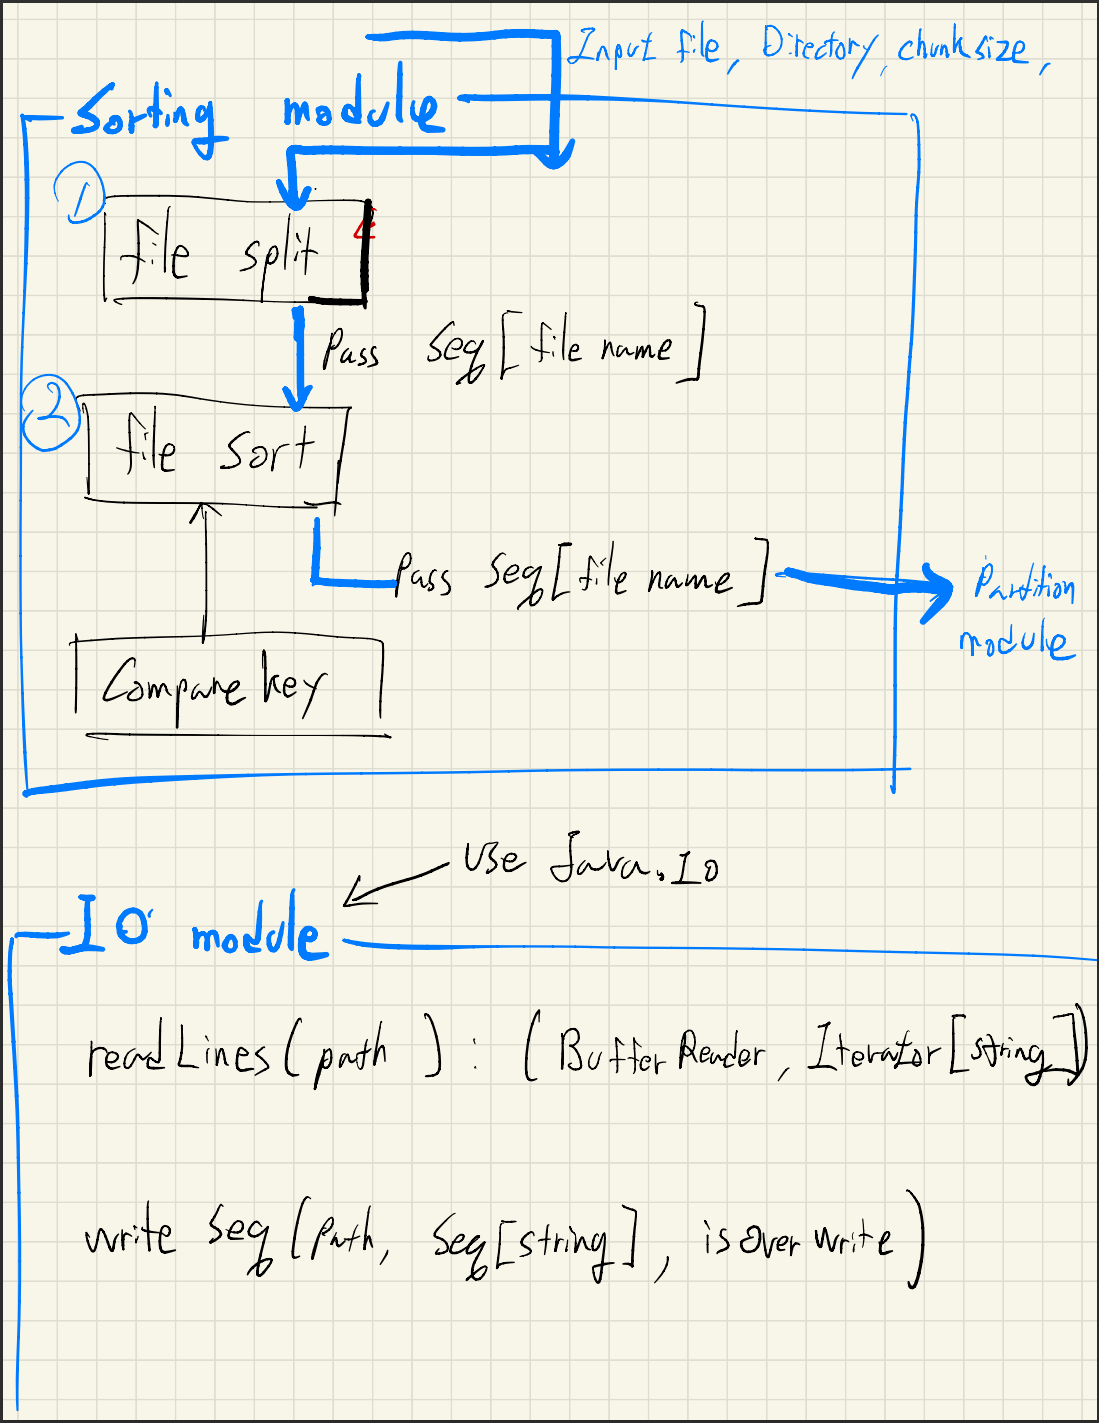 Input file, Directory, chunksize,
Sorting module
1
file split
Pass Seq[file name]
2
file sort
Pass Seq[file name]
Partition
module
Compare key
Use Java.IO
IO module
readLines(path) : (BufferReader, Iterator[string])
write Seq(Path, Seq[string], isOverwrite)